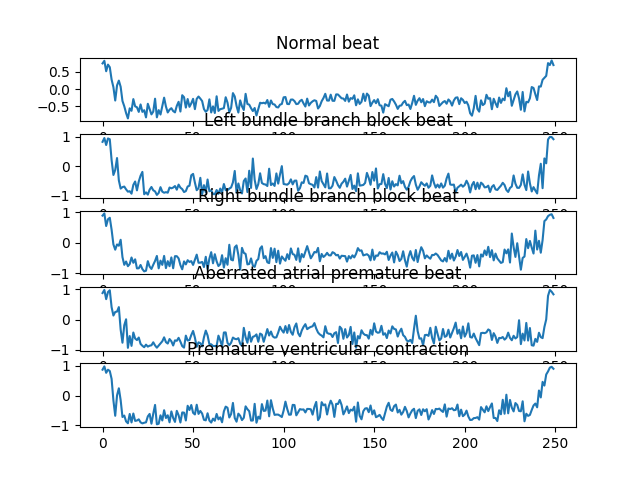 Normal beat
0.5
0.0
−0.5
Left bundle branch block beat
1
0
−1
Right bundle branch block beat
1
0
−1
Aberrated atrial premature beat
1
0
−1
Premature ventricular contraction
1
0
−1
0 50 100 150 200 250